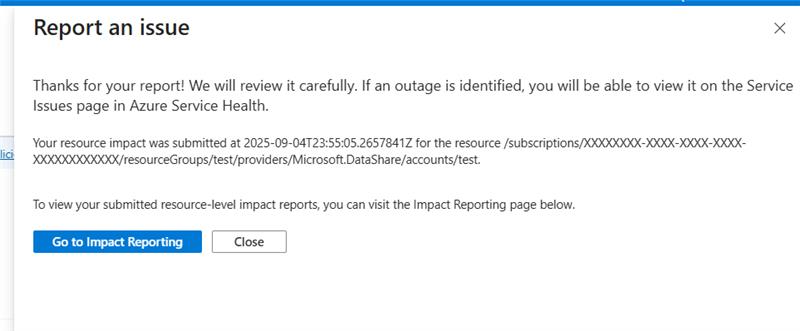 Report an issue
Thanks for your report! We will review it carefully. If an outage is identified, you will be able to view it on the Service
Issues page in Azure Service Health.
Your resource impact was submitted at 2025-09-04T23:55:05.2657841Z for the resource /subscriptions/XXXXXXXX-XXXX-XXXX-XXXX-
XXXXXXXXXXXX/resourceGroups/test/providers/Microsoft.DataShare/accounts/test.
To view your submitted resource-level impact reports, you can visit the Impact Reporting page below.
Go to Impact Reporting Close